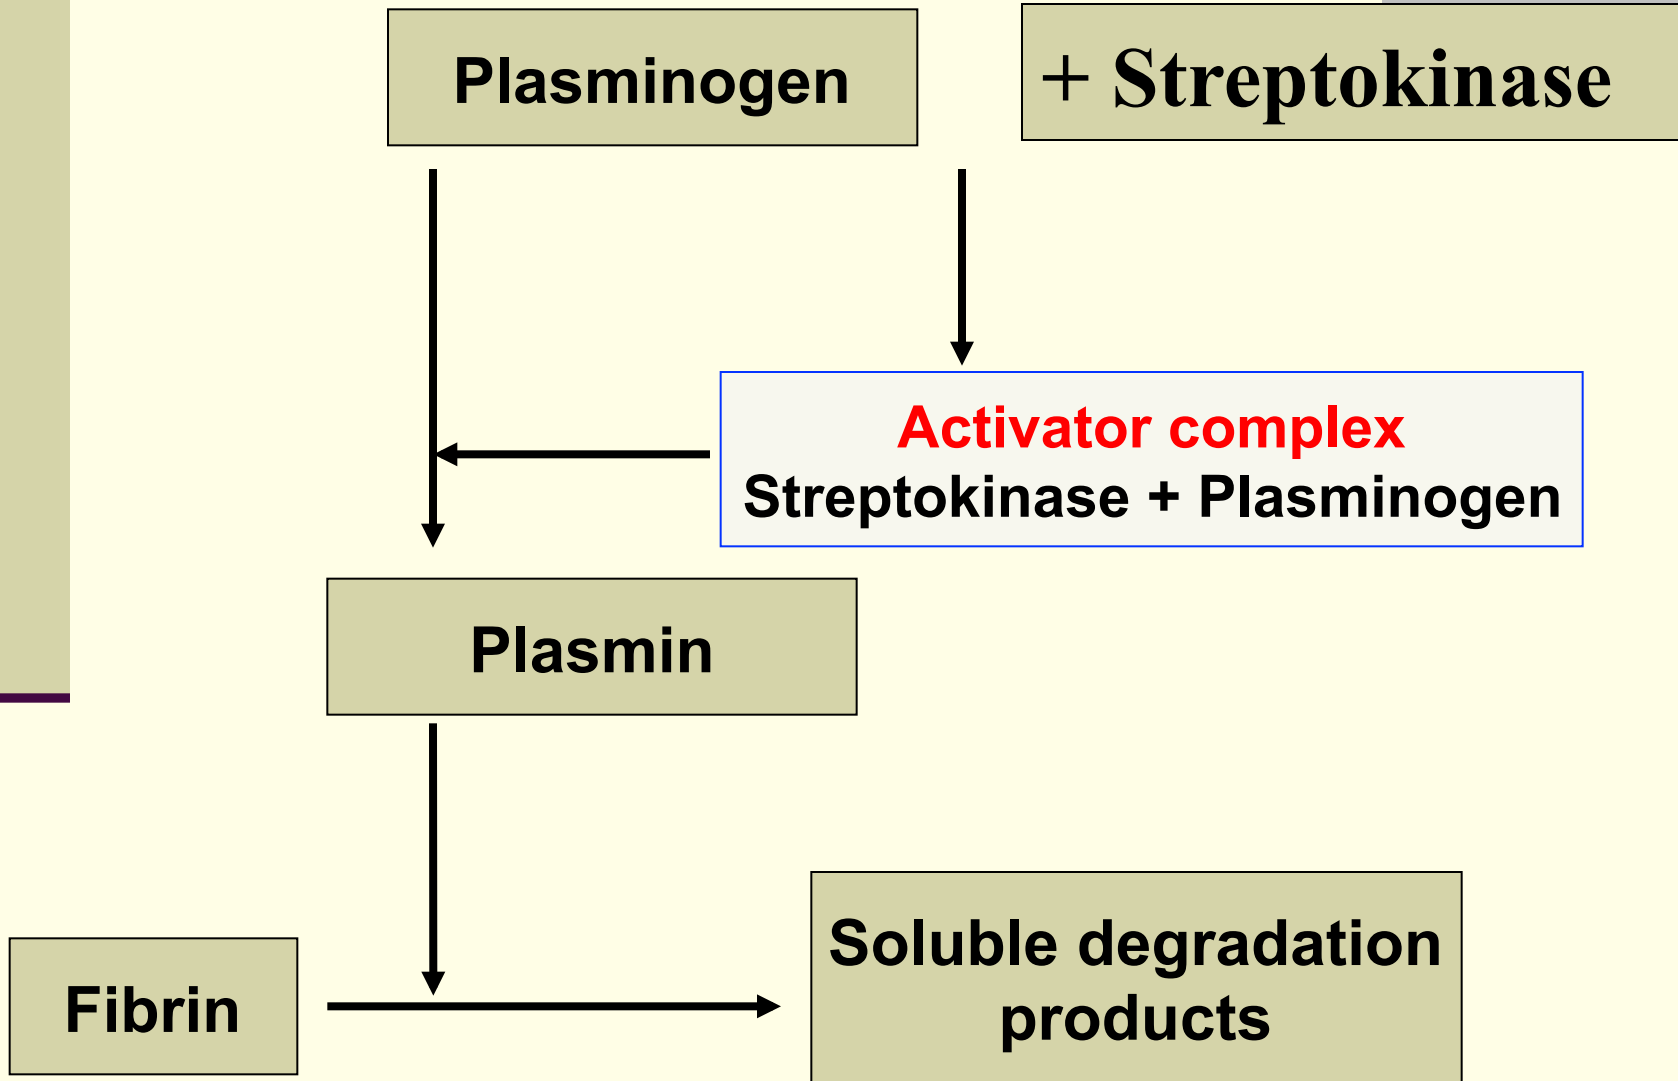 Plasminogen
+ Streptokinase
Activator complex
Streptokinase + Plasminogen
Plasmin
Fibrin
Soluble degradation
products